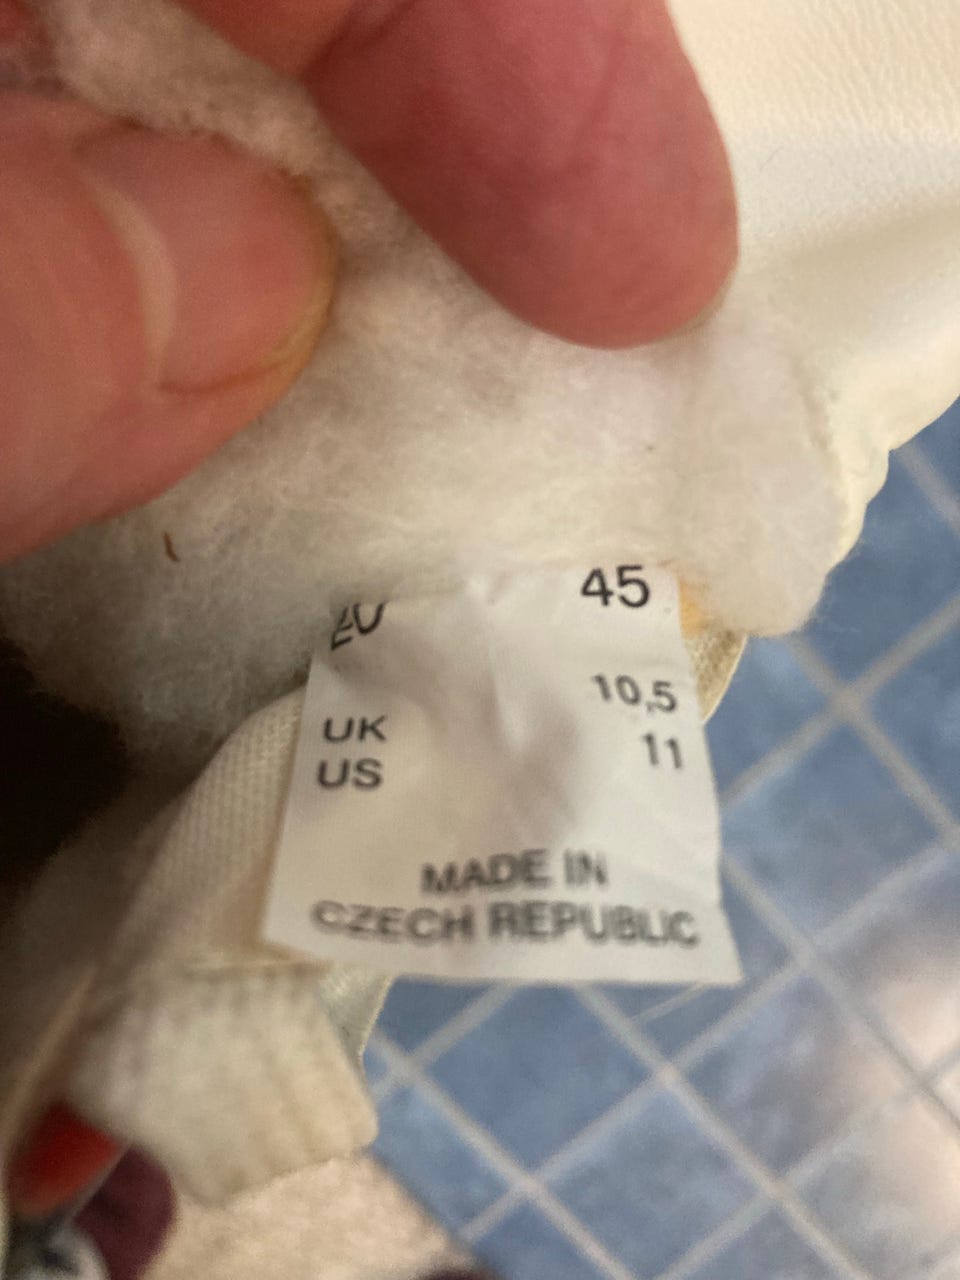 EU 45
UK 10,5
US 11
MADE IN
CZECH REPUBLIC